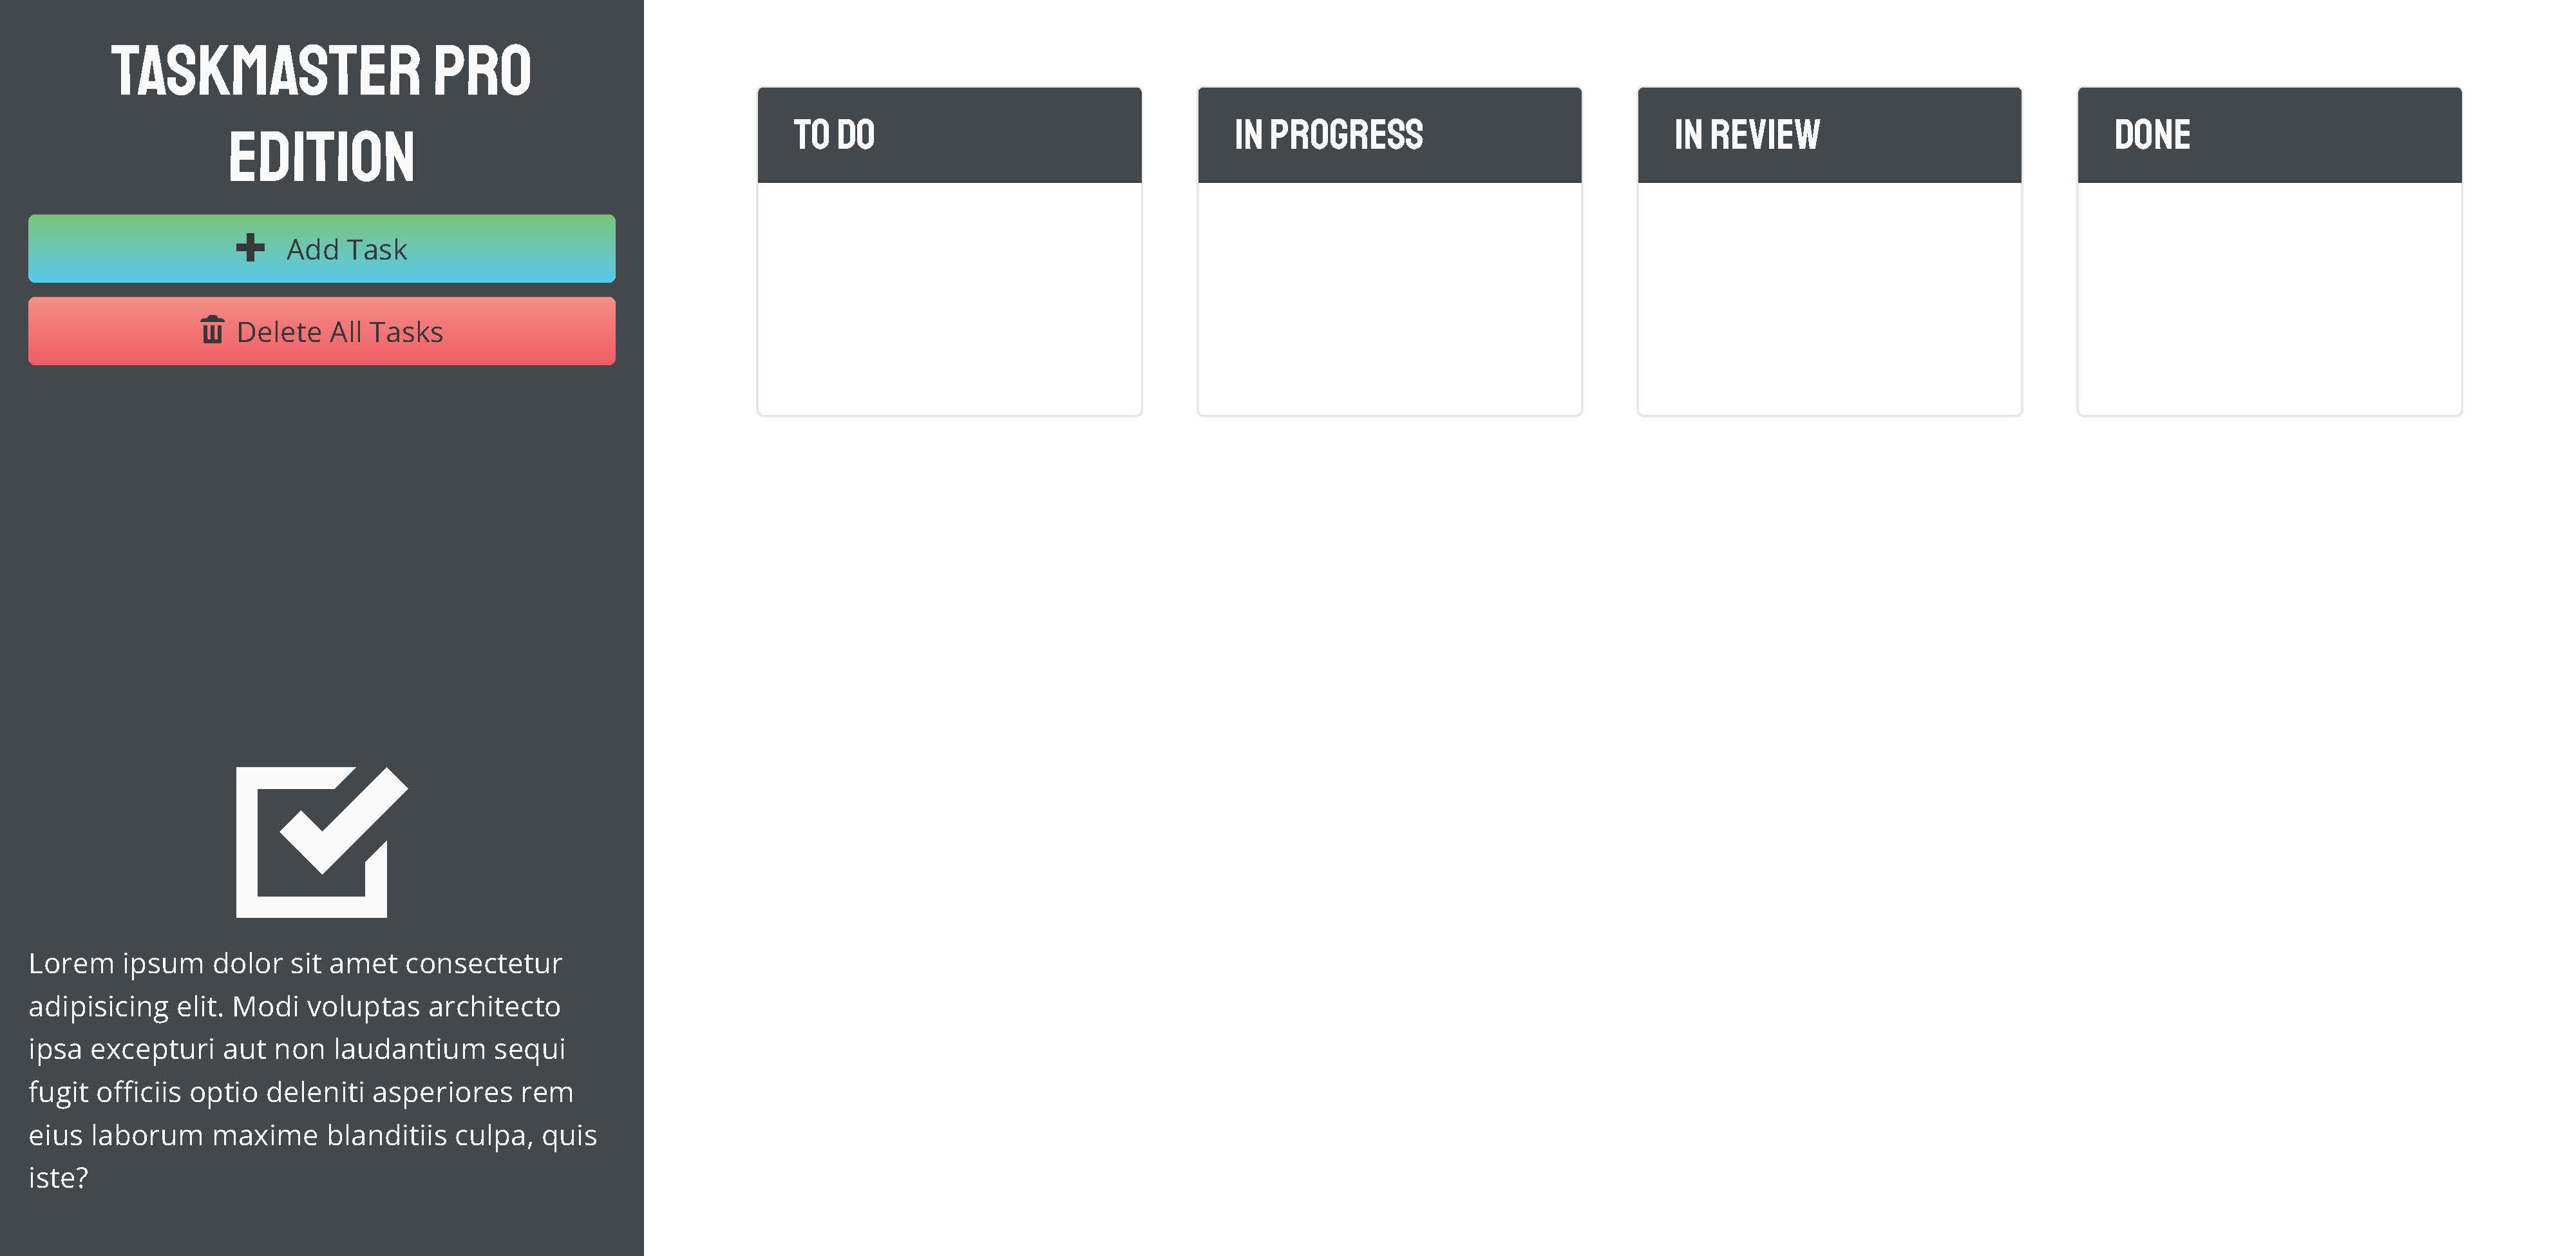 TASKMASTER PRO
EDITION
Add Task
Delete All Tasks
Lorem ipsum dolor sit amet consectetur
adipisicing elit. Modi voluptas architecto
ipsa excepturi aut non laudantium sequi
fugit officiis optio deleniti asperiores rem
eius laborum maxime blanditiis culpa, quis
iste?
TO DO
IN PROGRESS
IN REVIEW
DONE